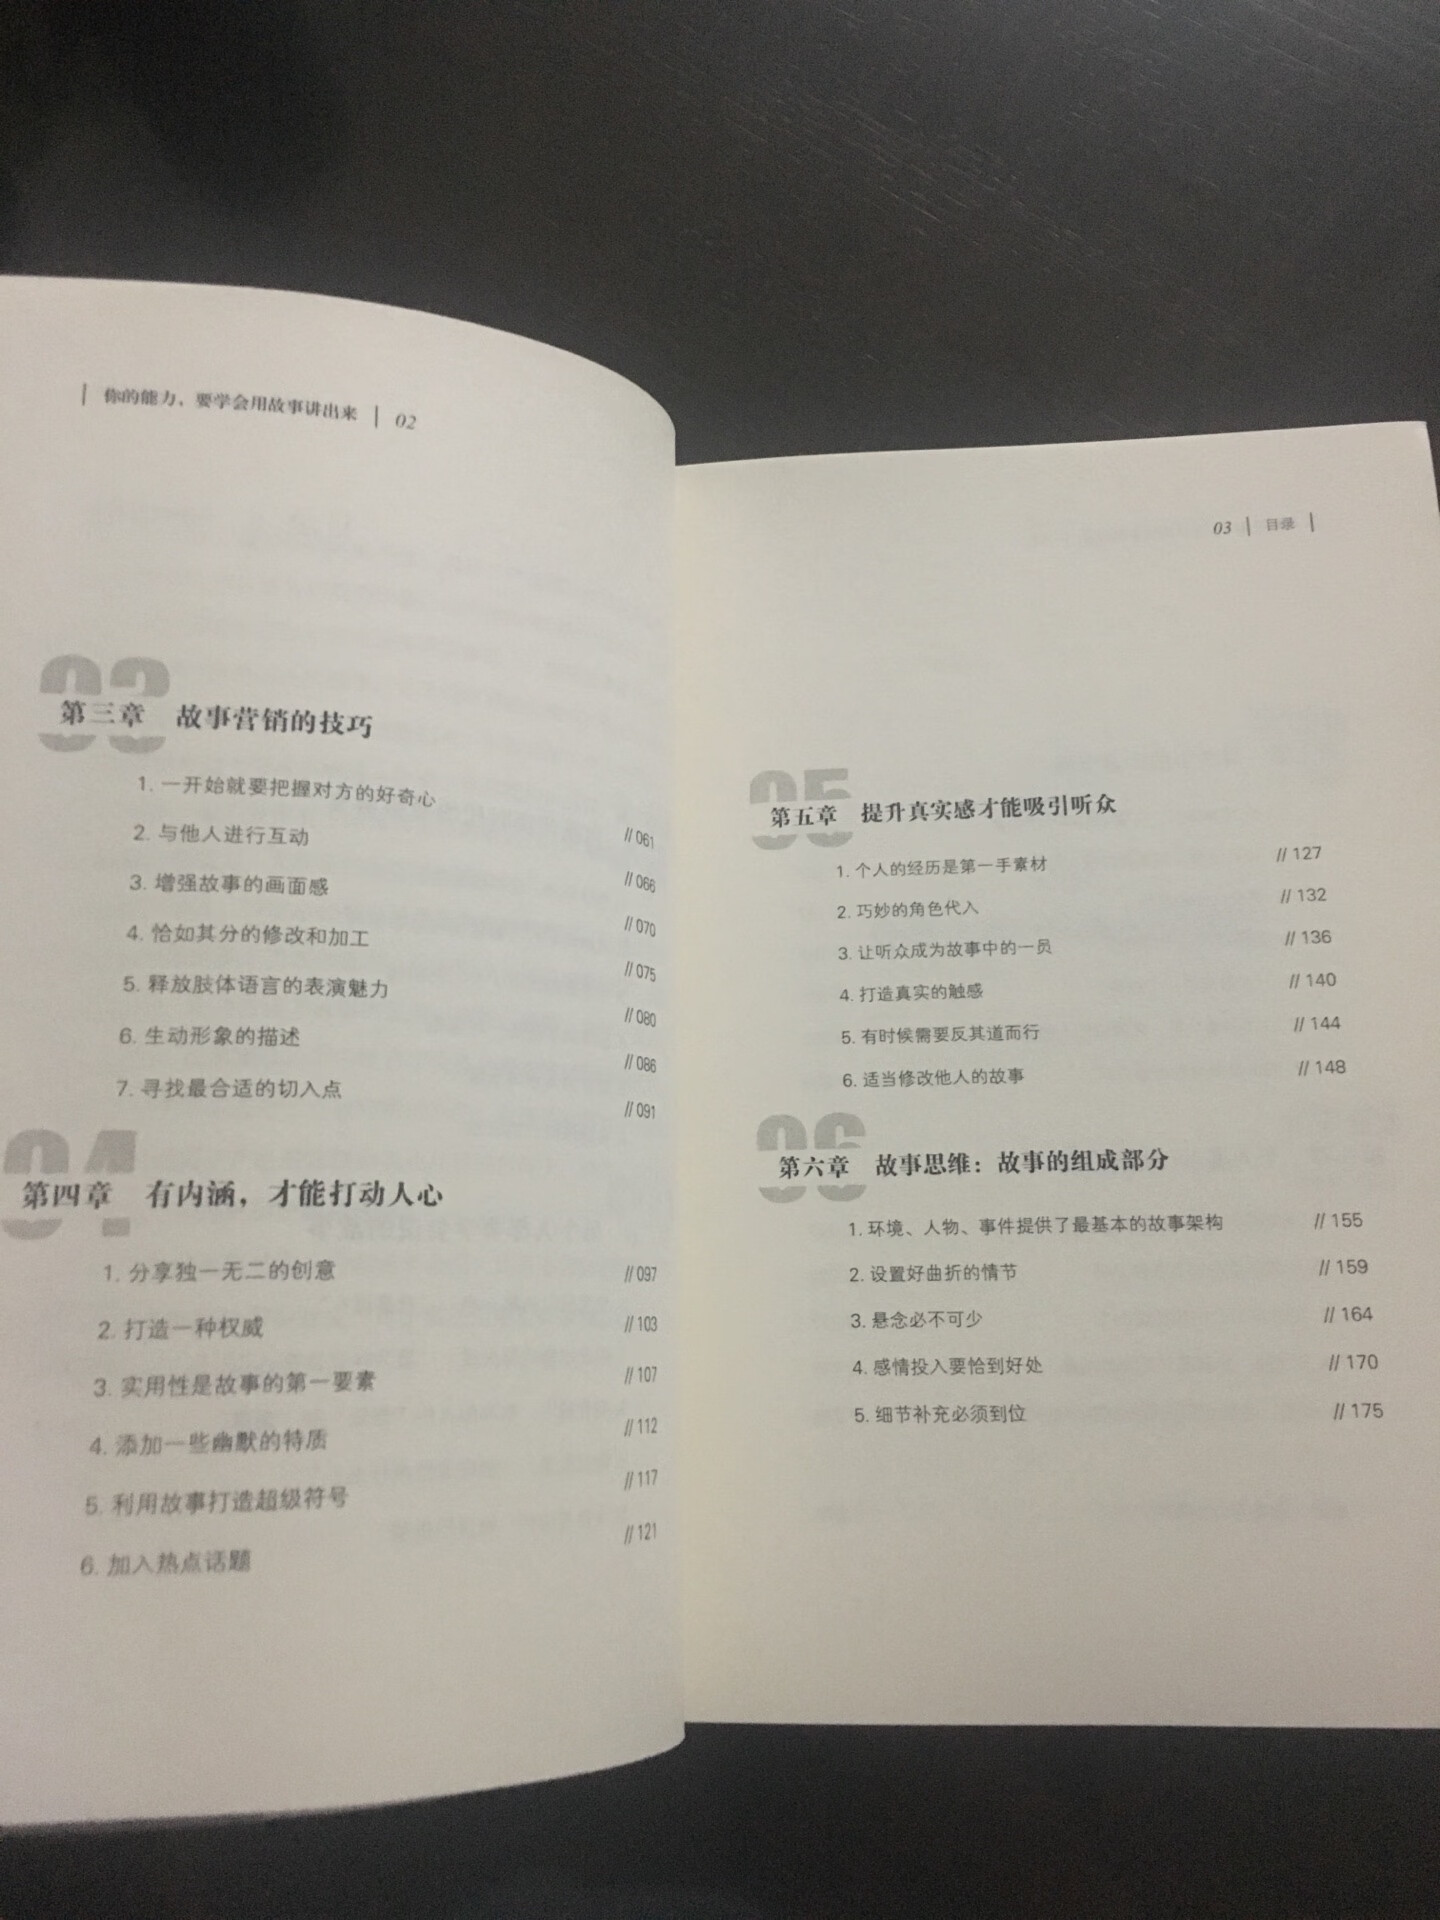 你的能力，要学会用故事讲出来 02
03
第三章 故事营销的技巧
1. 一开始就要把握对方的好奇心 // 061
2. 与他人进行互动 // 066
3. 增强故事的画面感 // 070
4. 恰如其分的修改和加工 // 075
5. 释放肢体语言的表演魅力 // 080
6. 生动形象的描述 // 086
7. 寻找最合适的切入点 // 091
04
第四章 有内涵，才能打动人心
1. 分享独一无二的创意 // 097
2. 打造一种权威 // 103
3. 实用性是故事的第一要素 // 107
4. 添加一些幽默的特质 // 112
5. 利用故事打造超级符号 // 117
6. 加入热点话题 // 121
03 目录
05
第五章 提升真实感才能吸引听众
1. 个人的经历是第一手素材 // 127
2. 巧妙的角色代入 // 132
3. 让听众成为故事中的一员 // 136
4. 打造真实的触感 // 140
5. 有时候需要反其道而行 // 144
6. 适当修改他人的故事 // 148
06
第六章 故事思维：故事的组成部分
1. 环境、人物、事件提供了最基本的故事架构 // 155
2. 设置好曲折的情节 // 159
3. 悬念必不可少 // 164
4. 感情投入要恰到好处 // 170
5. 细节补充必须到位 // 175